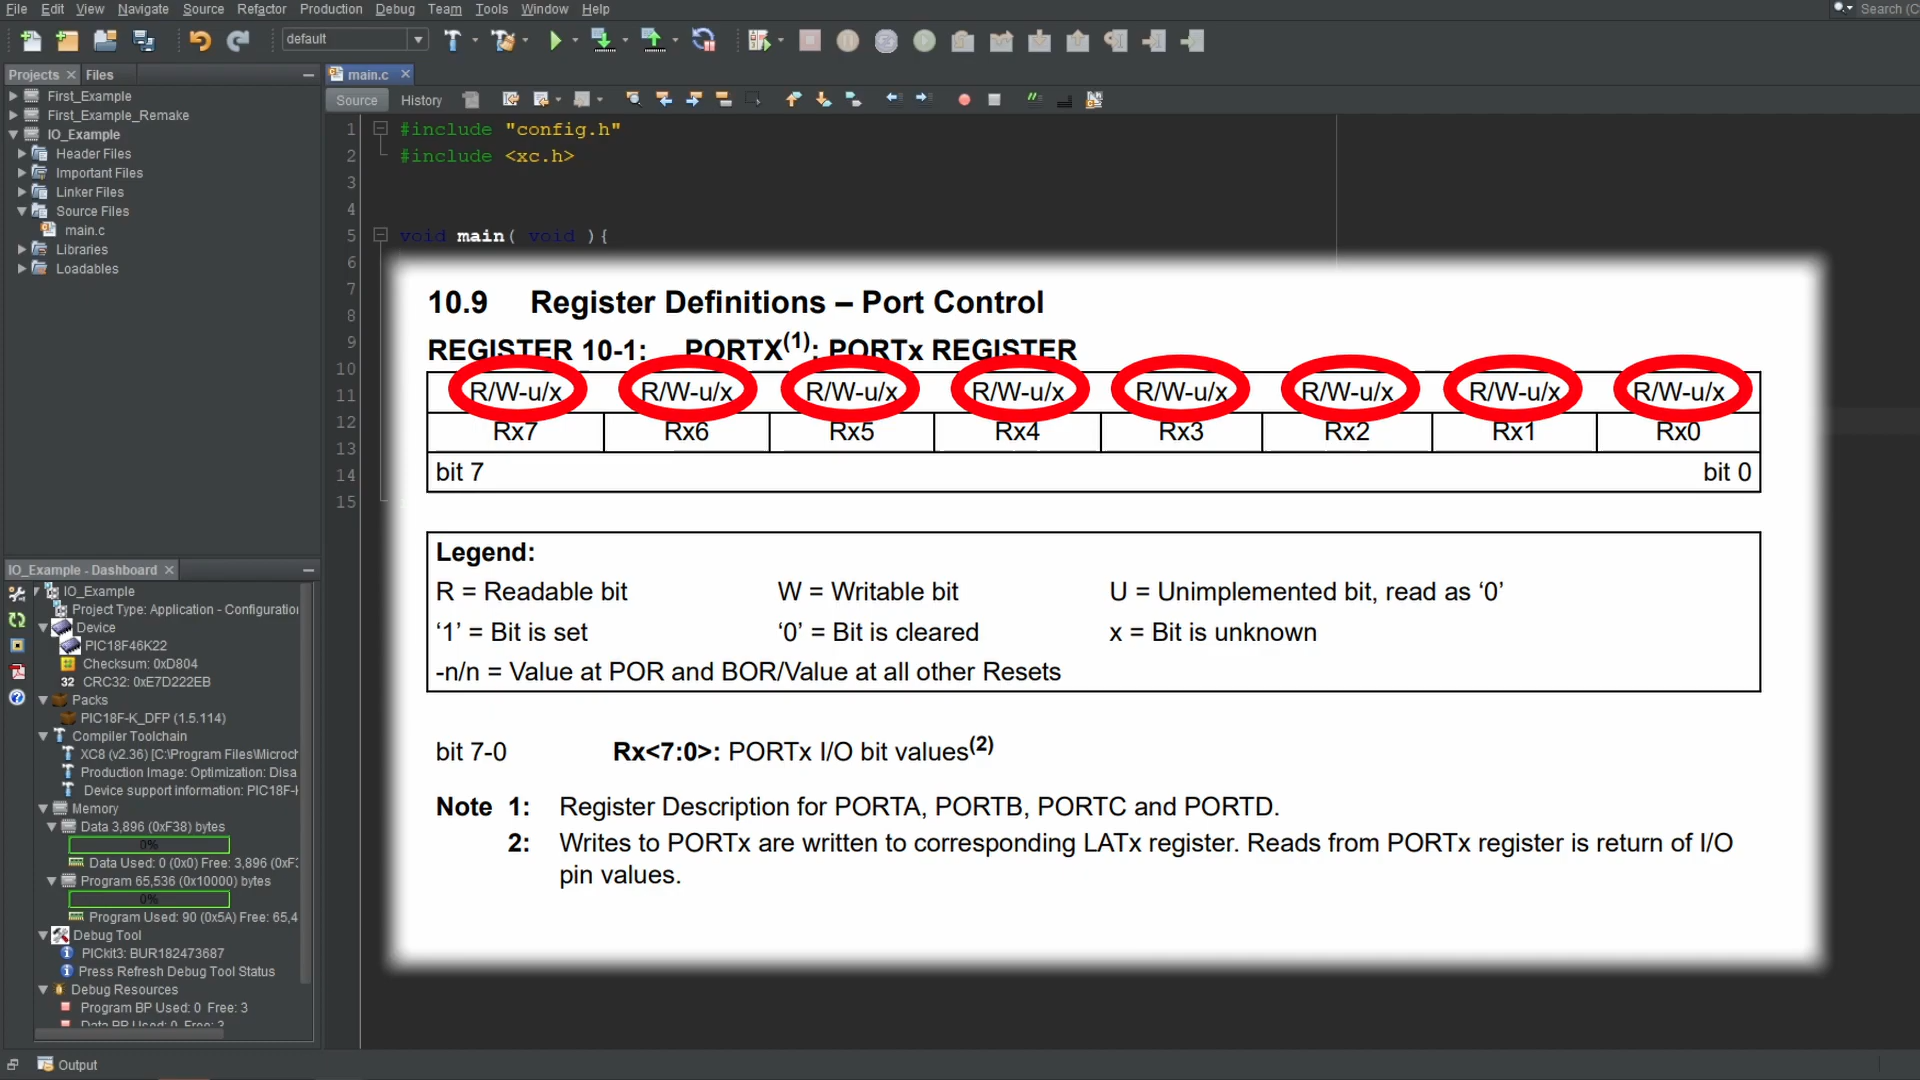 File Edit View Navigate Source Refactor Production Debug Team Tools Window Help Search (C
default
Projects Files
First_Example
First_Example_Remake
IO_Example
Header Files
Important Files
Linker Files
Source Files
main.c
Libraries
Loadables
main.c
Source History
1 #include "config.h"
2 #include <xc.h>
3
4
5 void main( void ){
6
7
8
9
10
11
12
13
14
15
10.9 Register Definitions – Port Control
REGISTER 10-1: PORTX(1): PORTx REGISTER
R/W-u/x R/W-u/x R/W-u/x R/W-u/x R/W-u/x R/W-u/x R/W-u/x R/W-u/x
Rx7 Rx6 Rx5 Rx4 Rx3 Rx2 Rx1 Rx0
bit 7 bit 0
Legend:
R = Readable bit W = Writable bit U = Unimplemented bit, read as ‘0’
‘1’ = Bit is set ‘0’ = Bit is cleared x = Bit is unknown
-n/n = Value at POR and BOR/Value at all other Resets
bit 7-0 Rx<7:0>: PORTx I/O bit values(2)
Note 1: Register Description for PORTA, PORTB, PORTC and PORTD.
2: Writes to PORTx are written to corresponding LATx register. Reads from PORTx register is return of I/O
pin values.
IO_Example - Dashboard
IO_Example
Project Type: Application - Configuration
Device
PIC18F46K22
Checksum: 0xD804
32 CRC32: 0xE7D222EB
Packs
PIC18F-K_DFP (1.5.114)
Compiler Toolchain
XC8 (v2.36) [C:\Program Files\Microch
Production Image: Optimization: Disa
Device support information: PIC18F-K
Memory
Data 3,896 (0xF38) bytes
0%
Data Used: 0 (0x0) Free: 3,896 (0xF3
Program 65,536 (0x10000) bytes
0%
Program Used: 90 (0x5A) Free: 65,4
Debug Tool
PICkit3: BUR182473687
Press Refresh Debug Tool Status
Debug Resources
Program BP Used: 0 Free: 3
Data BP Used: 0 Free: 3
Output